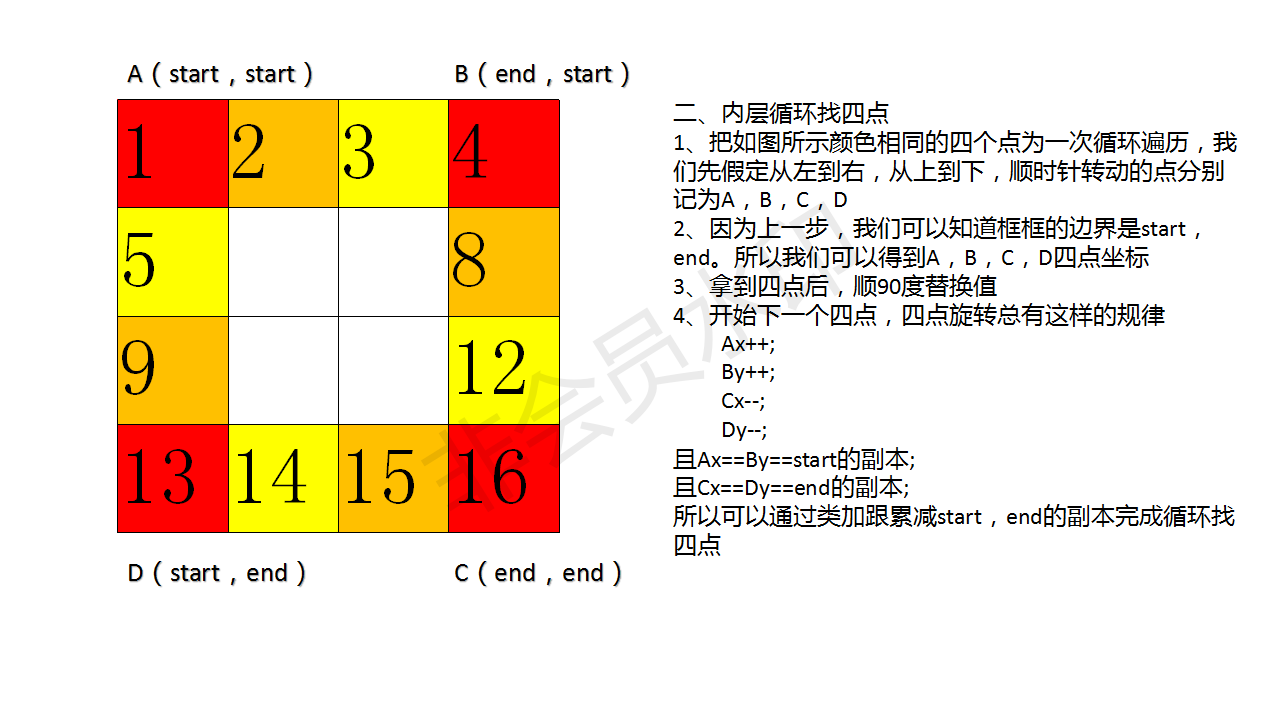 A（start，start）
B（end，start）
1 2 3 4
5 8
9 12
13 14 15 16
D（start，end）
C（end，end）
二、内层循环找四点
1、把如图所示颜色相同的四个点为一次循环遍历，我
们先假定从左到右，从上到下，顺时针转动的点分别
记为A，B，C，D
2、因为上一步，我们可以知道框框的边界是start，
end。所以我们可以得到A，B，C，D四点坐标
3、拿到四点后，顺90度替换值
4、开始下一个四点，四点旋转总有这样的规律
Ax++;
By++;
Cx--;
Dy--;
且Ax==By==start的副本;
且Cx==Dy==end的副本;
所以可以通过类加跟累减start，end的副本完成循环找
四点
非会员水印